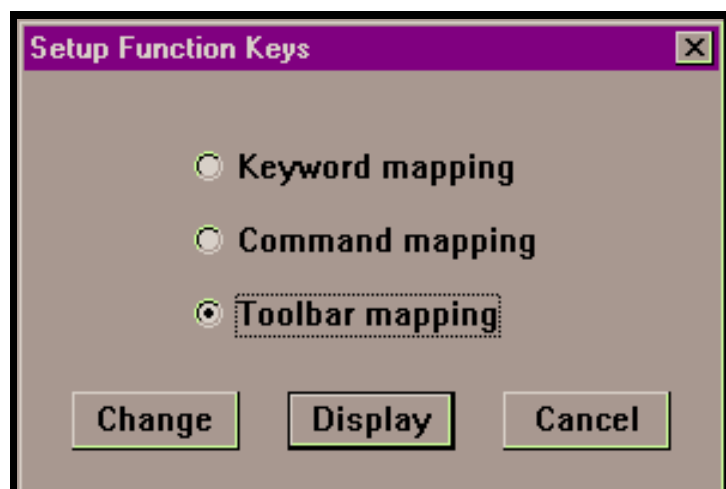 Setup Function Keys
Keyword mapping
Command mapping
Toolbar mapping
Change Display Cancel